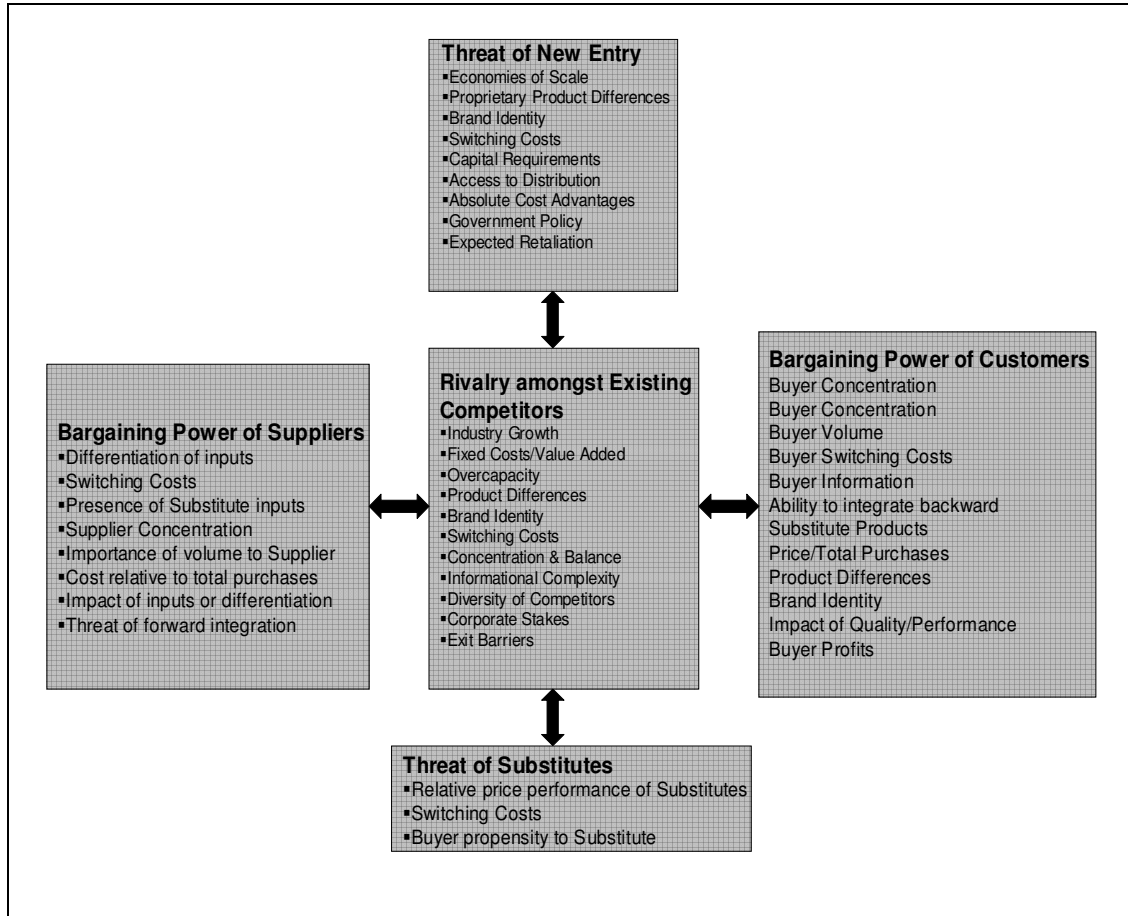 Threat of New Entry
▪Economies of Scale
▪Proprietary Product Differences
▪Brand Identity
▪Switching Costs
▪Capital Requirements
▪Access to Distribution
▪Absolute Cost Advantages
▪Government Policy
▪Expected Retaliation
Bargaining Power of Suppliers
▪Differentiation of inputs
▪Switching Costs
▪Presence of Substitute inputs
▪Supplier Concentration
▪Importance of volume to Supplier
▪Cost relative to total purchases
▪Impact of inputs or differentiation
▪Threat of forward integration
Rivalry amongst Existing
Competitors
▪Industry Growth
▪Fixed Costs/Value Added
▪Overcapacity
▪Product Differences
▪Brand Identity
▪Switching Costs
▪Concentration & Balance
▪Informational Complexity
▪Diversity of Competitors
▪Corporate Stakes
▪Exit Barriers
Bargaining Power of Customers
Buyer Concentration
Buyer Concentration
Buyer Volume
Buyer Switching Costs
Buyer Information
Ability to integrate backward
Substitute Products
Price/Total Purchases
Product Differences
Brand Identity
Impact of Quality/Performance
Buyer Profits
Threat of Substitutes
▪Relative price performance of Substitutes
▪Switching Costs
▪Buyer propensity to Substitute